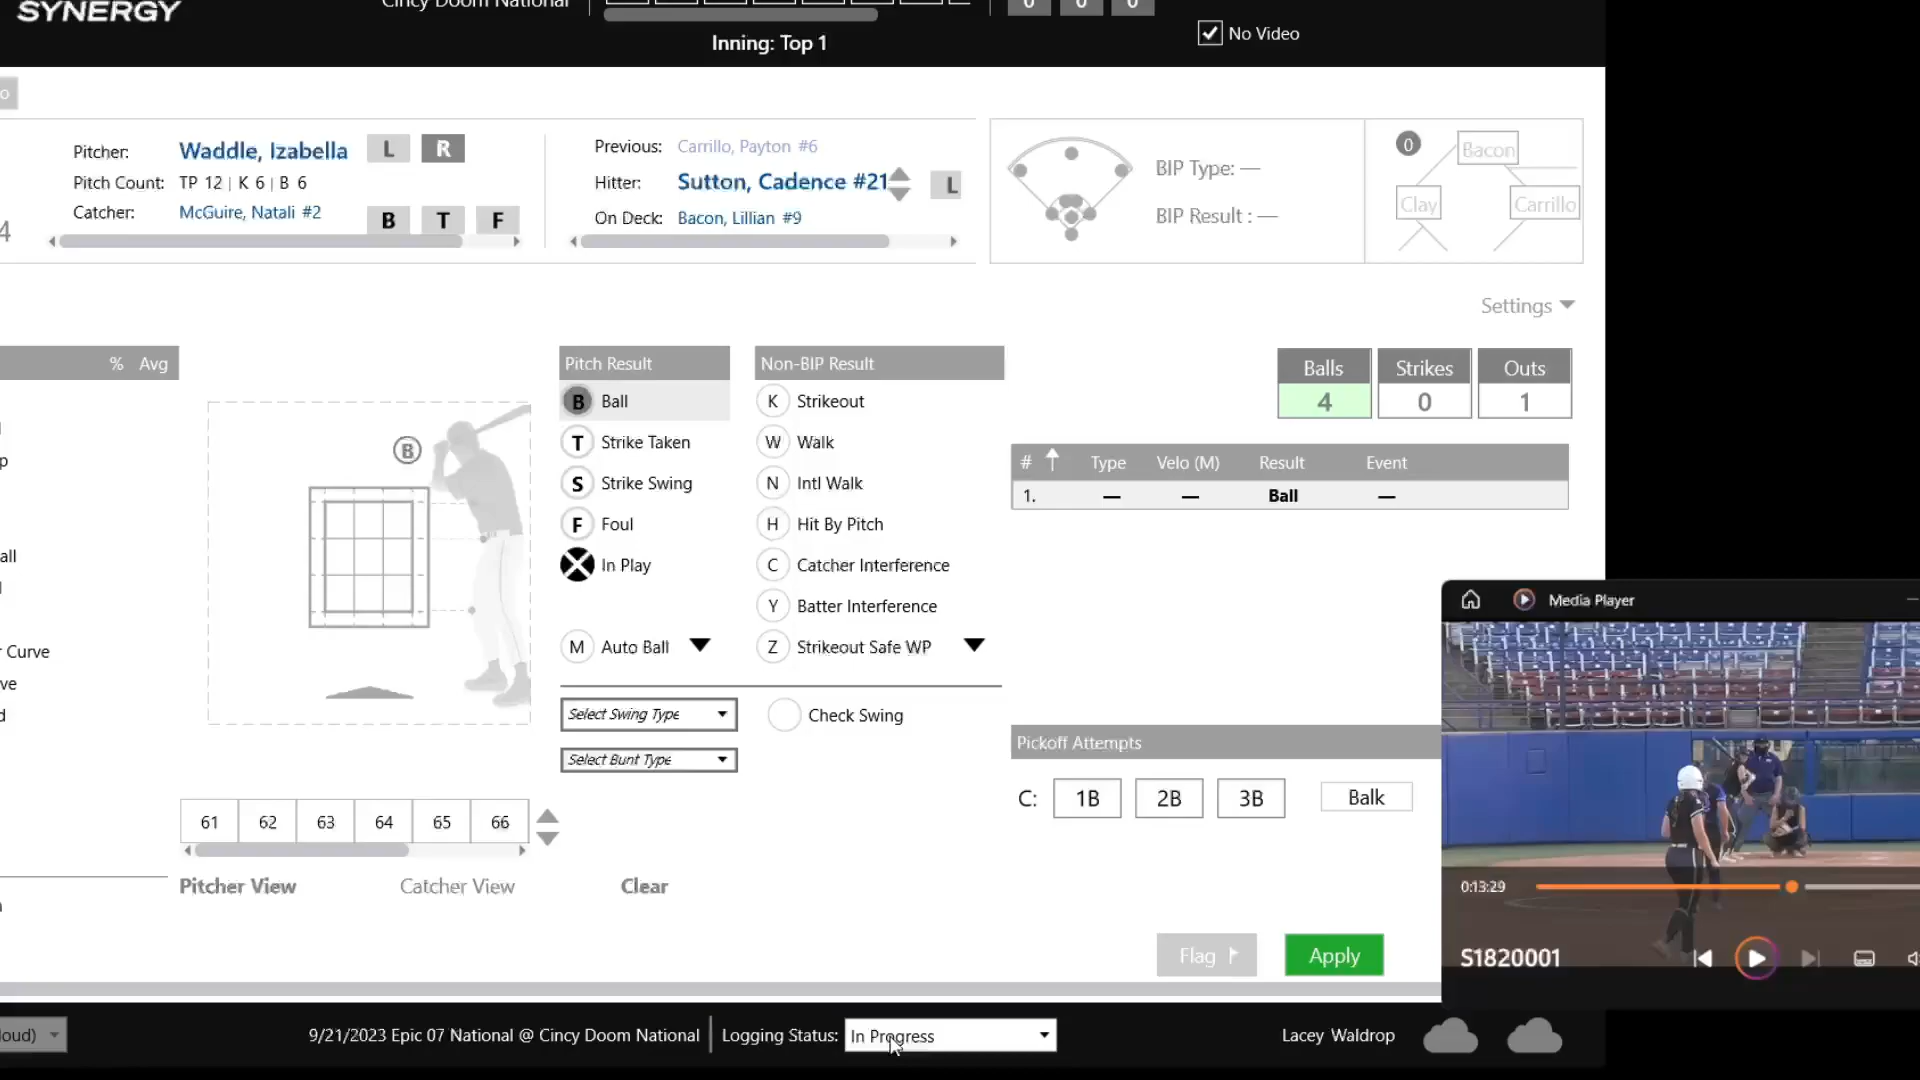 SYNERGY
Cincy Doom National
0 0 0
Inning: Top 1
No Video
o
Pitcher: Waddle, Izabella L R
Pitch Count: TP 12 | K 6 | B 6
Catcher: McGuire, Natali #2 B T F
4
Previous: Carrillo, Payton #6
Hitter: Sutton, Cadence #21 L
On Deck: Bacon, Lillian #9
BIP Type: —
BIP Result : —
0
Bacon
Clay
Carrillo
Settings
% Avg
p
all
r Curve
ve
d
B
61 62 63 64 65 66
Pitcher View Catcher View Clear
Pitch Result
B Ball
T Strike Taken
S Strike Swing
F Foul
In Play
M Auto Ball
Select Swing Type
Select Bunt Type
Non-BIP Result
K Strikeout
W Walk
N Intl Walk
H Hit By Pitch
C Catcher Interference
Y Batter Interference
Z Strikeout Safe WP
Check Swing
Balls Strikes Outs
4 0 1
# Type Velo (M) Result Event
1. — — Ball —
Pickoff Attempts
C: 1B 2B 3B Balk
Flag Apply
Media Player
0:13:29
S1820001
oud)
9/21/2023 Epic 07 National @ Cincy Doom National
Logging Status: In Progress
Lacey Waldrop